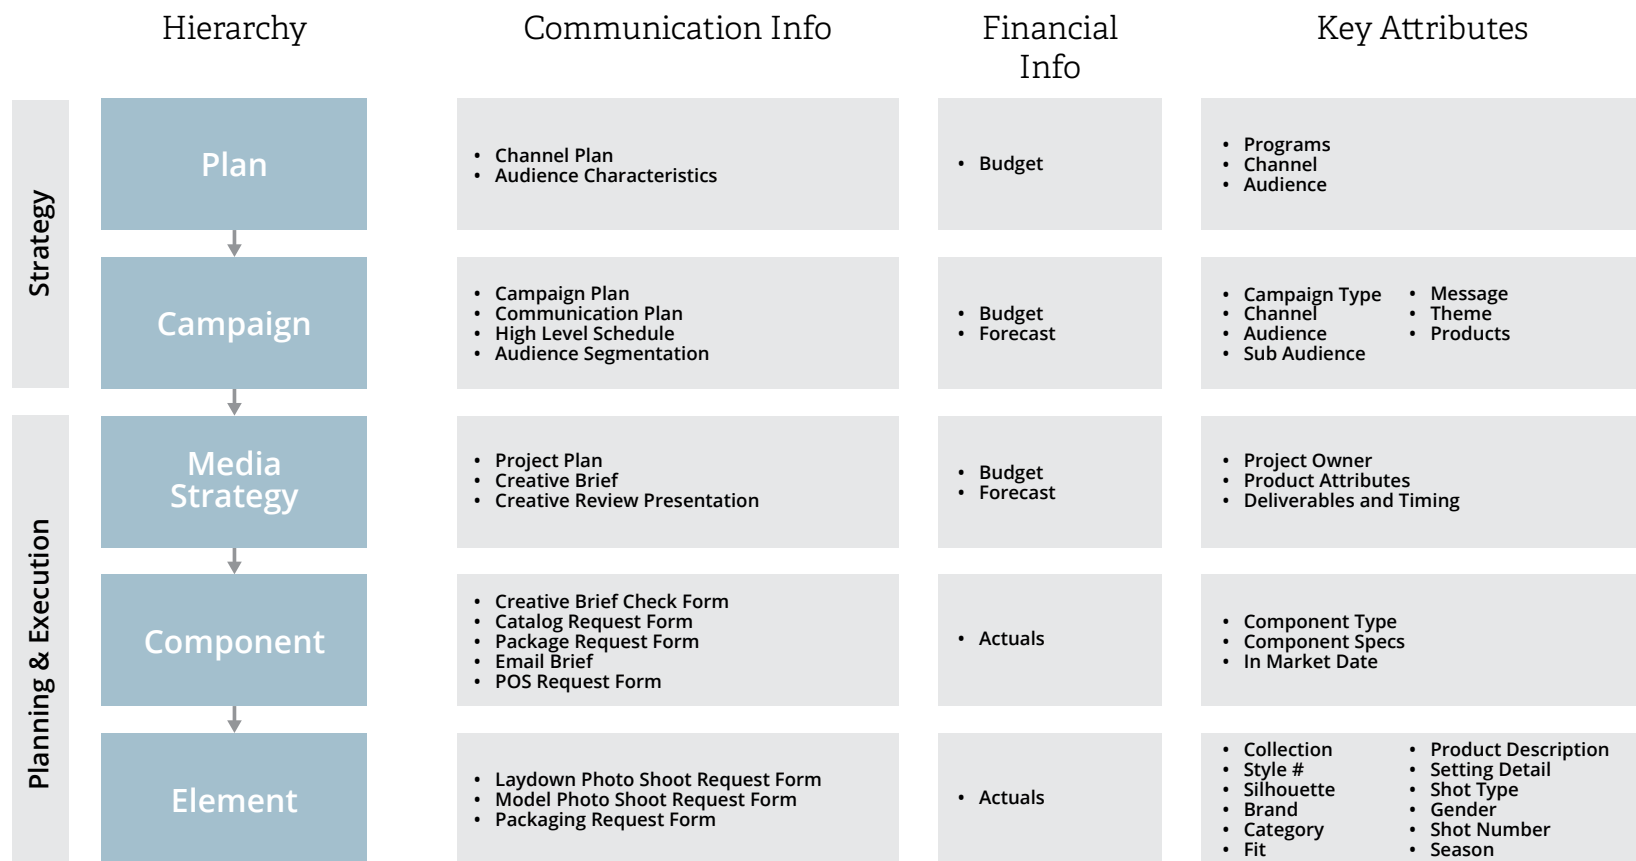 Hierarchy
Communication Info
Financial
Info
Key Attributes
Strategy
Plan
• Channel Plan
• Audience Characteristics
• Budget
• Programs
• Channel
• Audience
Campaign
• Campaign Plan
• Communication Plan
• High Level Schedule
• Audience Segmentation
• Budget
• Forecast
• Campaign Type
• Channel
• Audience
• Sub Audience
• Message
• Theme
• Products
Planning & Execution
Media
Strategy
• Project Plan
• Creative Brief
• Creative Review Presentation
• Budget
• Forecast
• Project Owner
• Product Attributes
• Deliverables and Timing
Component
• Creative Brief Check Form
• Catalog Request Form
• Package Request Form
• Email Brief
• POS Request Form
• Actuals
• Component Type
• Component Specs
• In Market Date
Element
• Laydown Photo Shoot Request Form
• Model Photo Shoot Request Form
• Packaging Request Form
• Actuals
• Collection
• Style #
• Silhouette
• Brand
• Category
• Fit
• Product Description
• Setting Detail
• Shot Type
• Gender
• Shot Number
• Season